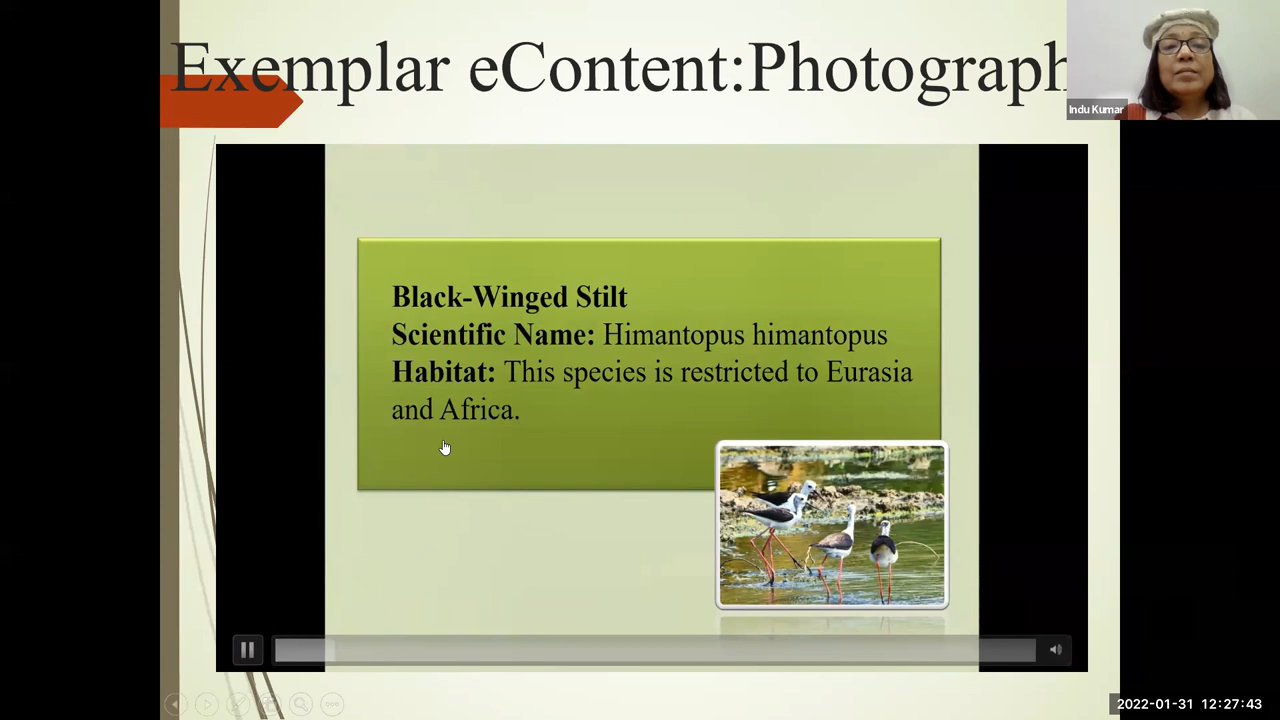 Exemplar eContent:Photograph
Indu Kumar
Black-Winged Stilt
Scientific Name: Himantopus himantopus
Habitat: This species is restricted to Eurasia
and Africa.
2022-01-31 12:27:43